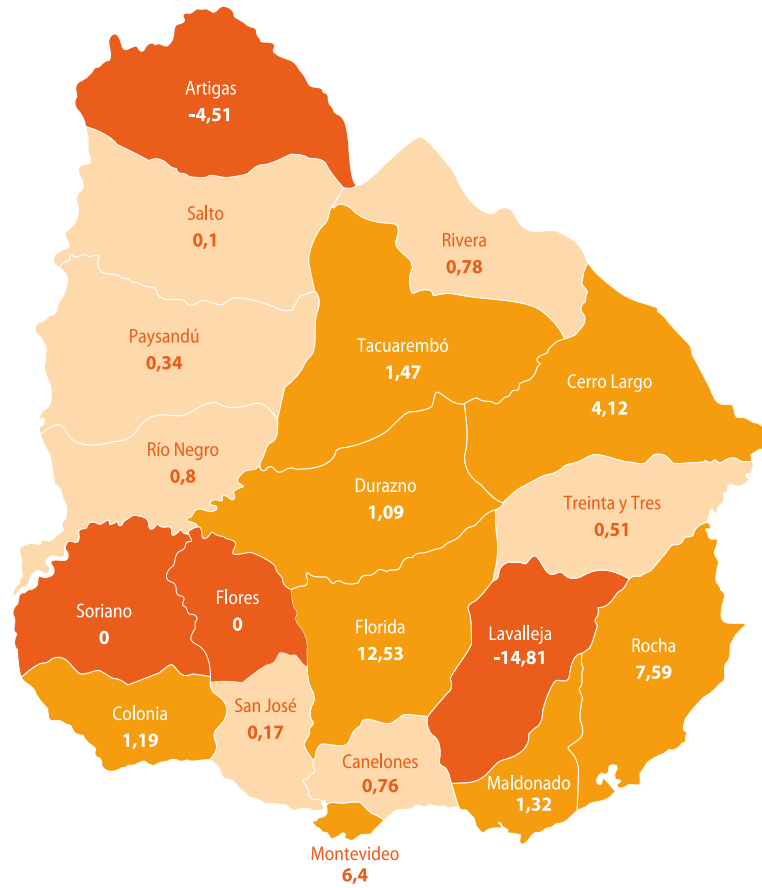 Artigas
-4,51
Salto
0,1
Rivera
0,78
Paysandú
0,34
Tacuarembó
1,47
Cerro Largo
4,12
Río Negro
0,8
Durazno
1,09
Treinta y Tres
0,51
Soriano
0
Flores
0
Florida
12,53
Lavalleja
-14,81
Rocha
7,59
Colonia
1,19
San José
0,17
Canelones
0,76
Maldonado
1,32
Montevideo
6,4